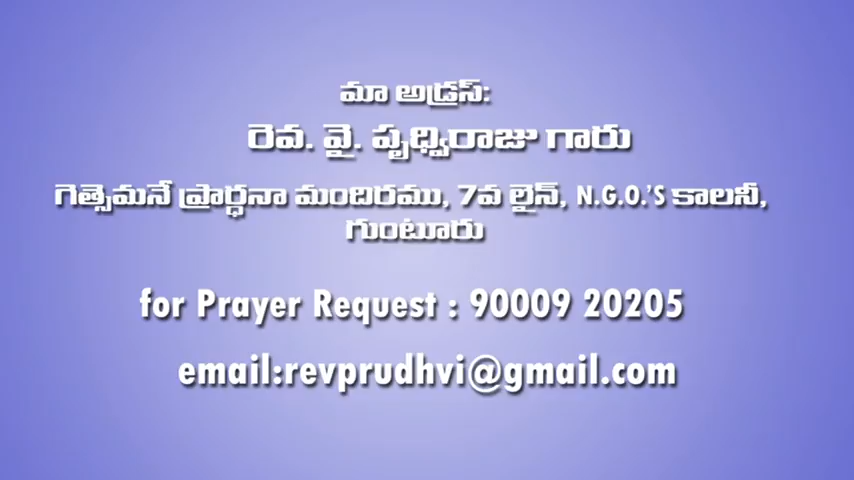 మా అడ్రస్:
రెవ. వై. పృధ్విరాజు గారు
గెత్సెమనే ప్రార్ధనా మందిరము, 7వ లైన్, N.G.O.'S కాలనీ,
గుంటూరు
for Prayer Request : 90009 20205
email:revprudhvi@gmail.com